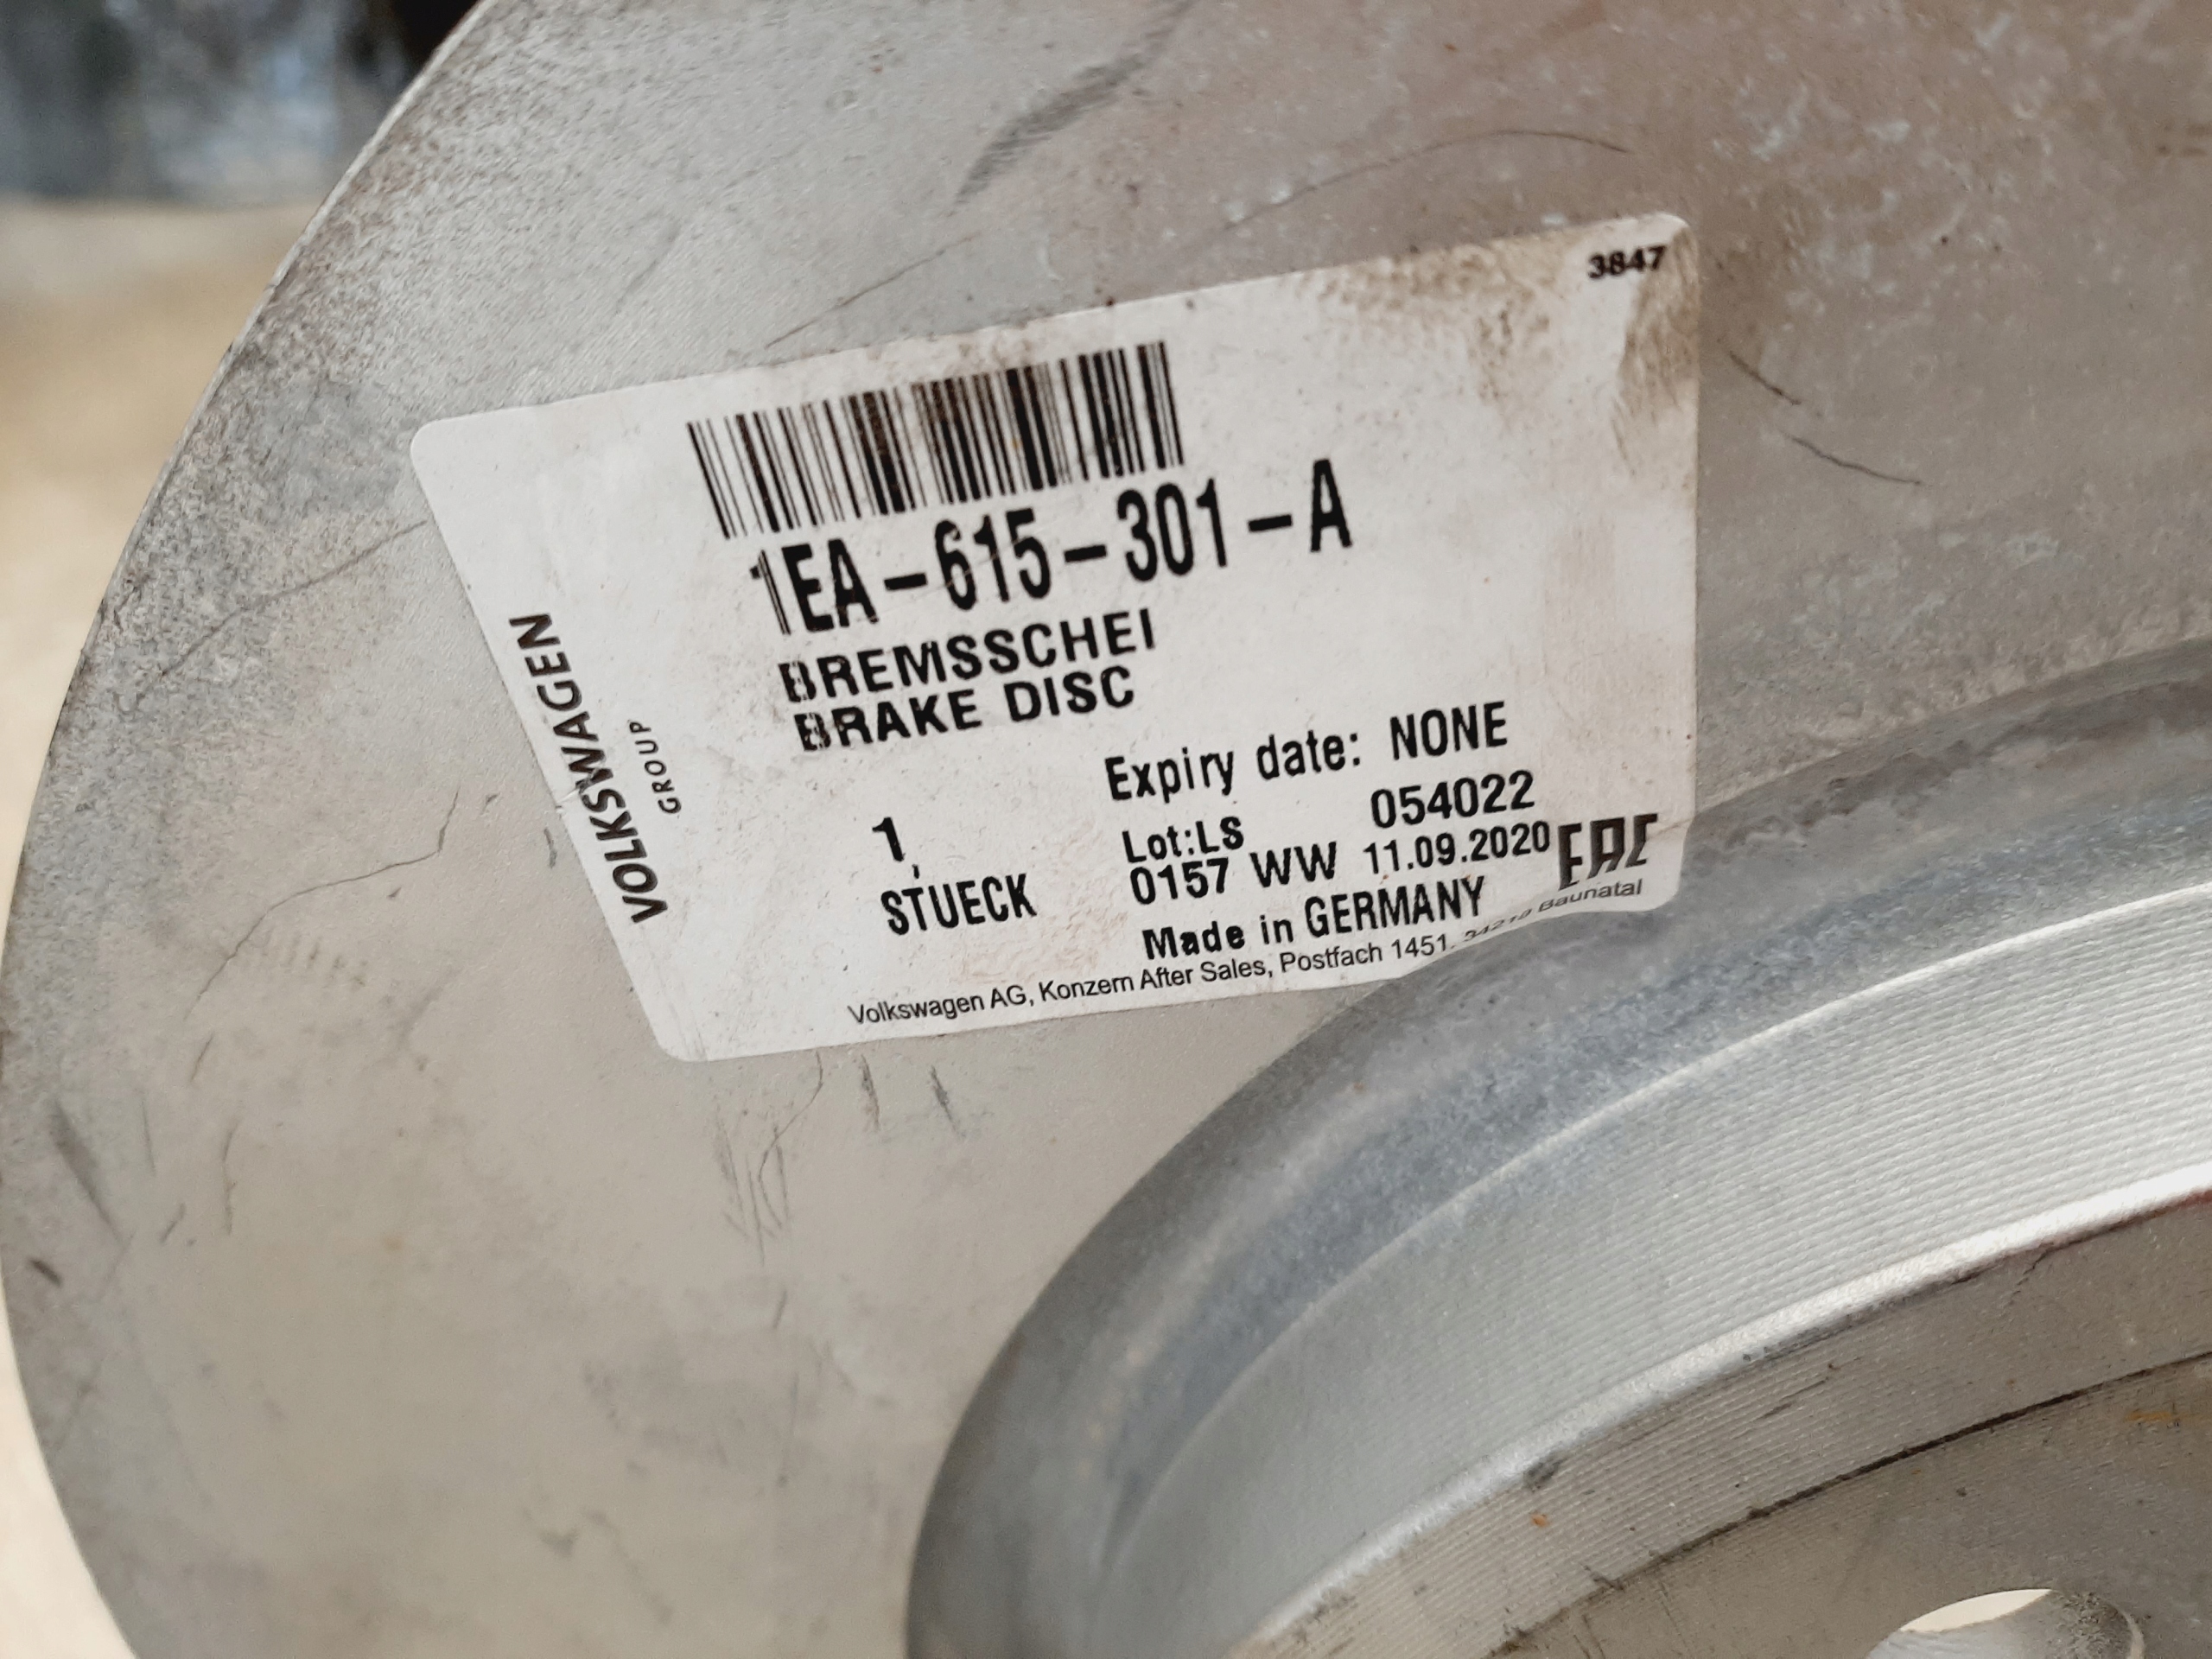 3847
1EA-615-301-A
BREMSSCHEI
BRAKE DISC
VOLKSWAGEN
GROUP
Expiry date: NONE
1,
STUECK
Lot:LS 054022
0157 WW 11.09.2020
EAC
Made in GERMANY
Volkswagen AG, Konzern After Sales, Postfach 1451, Baunatal